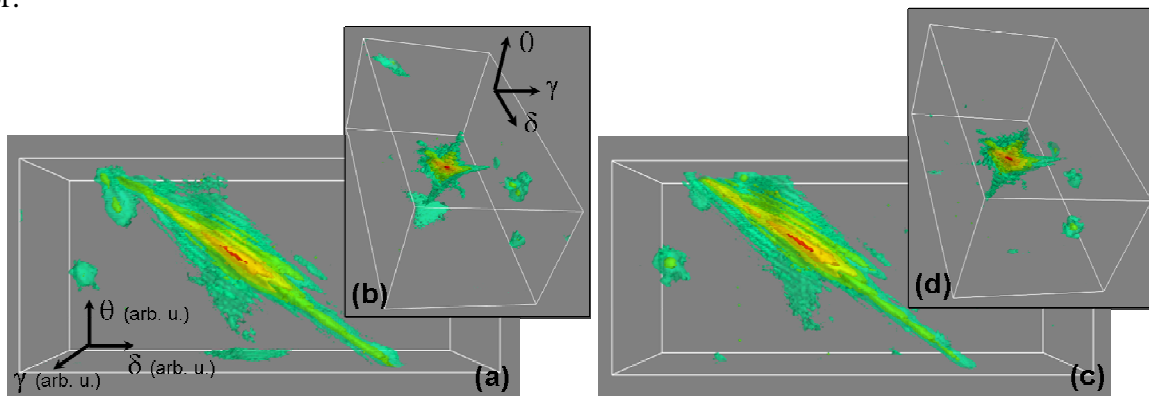 θ
γ
δ
(b)
(d)
θ (arb. u.)
δ (arb. u.)
γ (arb. u.)
(a)
(c)